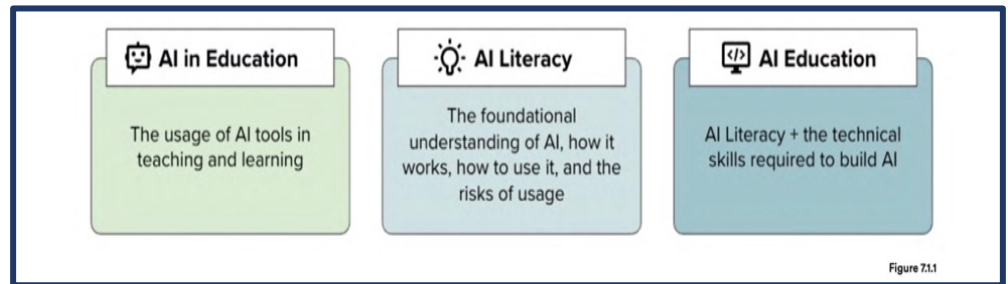 AI in Education
The usage of AI tools in
teaching and learning
AI Literacy
The foundational
understanding of AI, how it
works, how to use it, and the
risks of usage
AI Education
AI Literacy + the technical
skills required to build AI
Figure 7.1.1